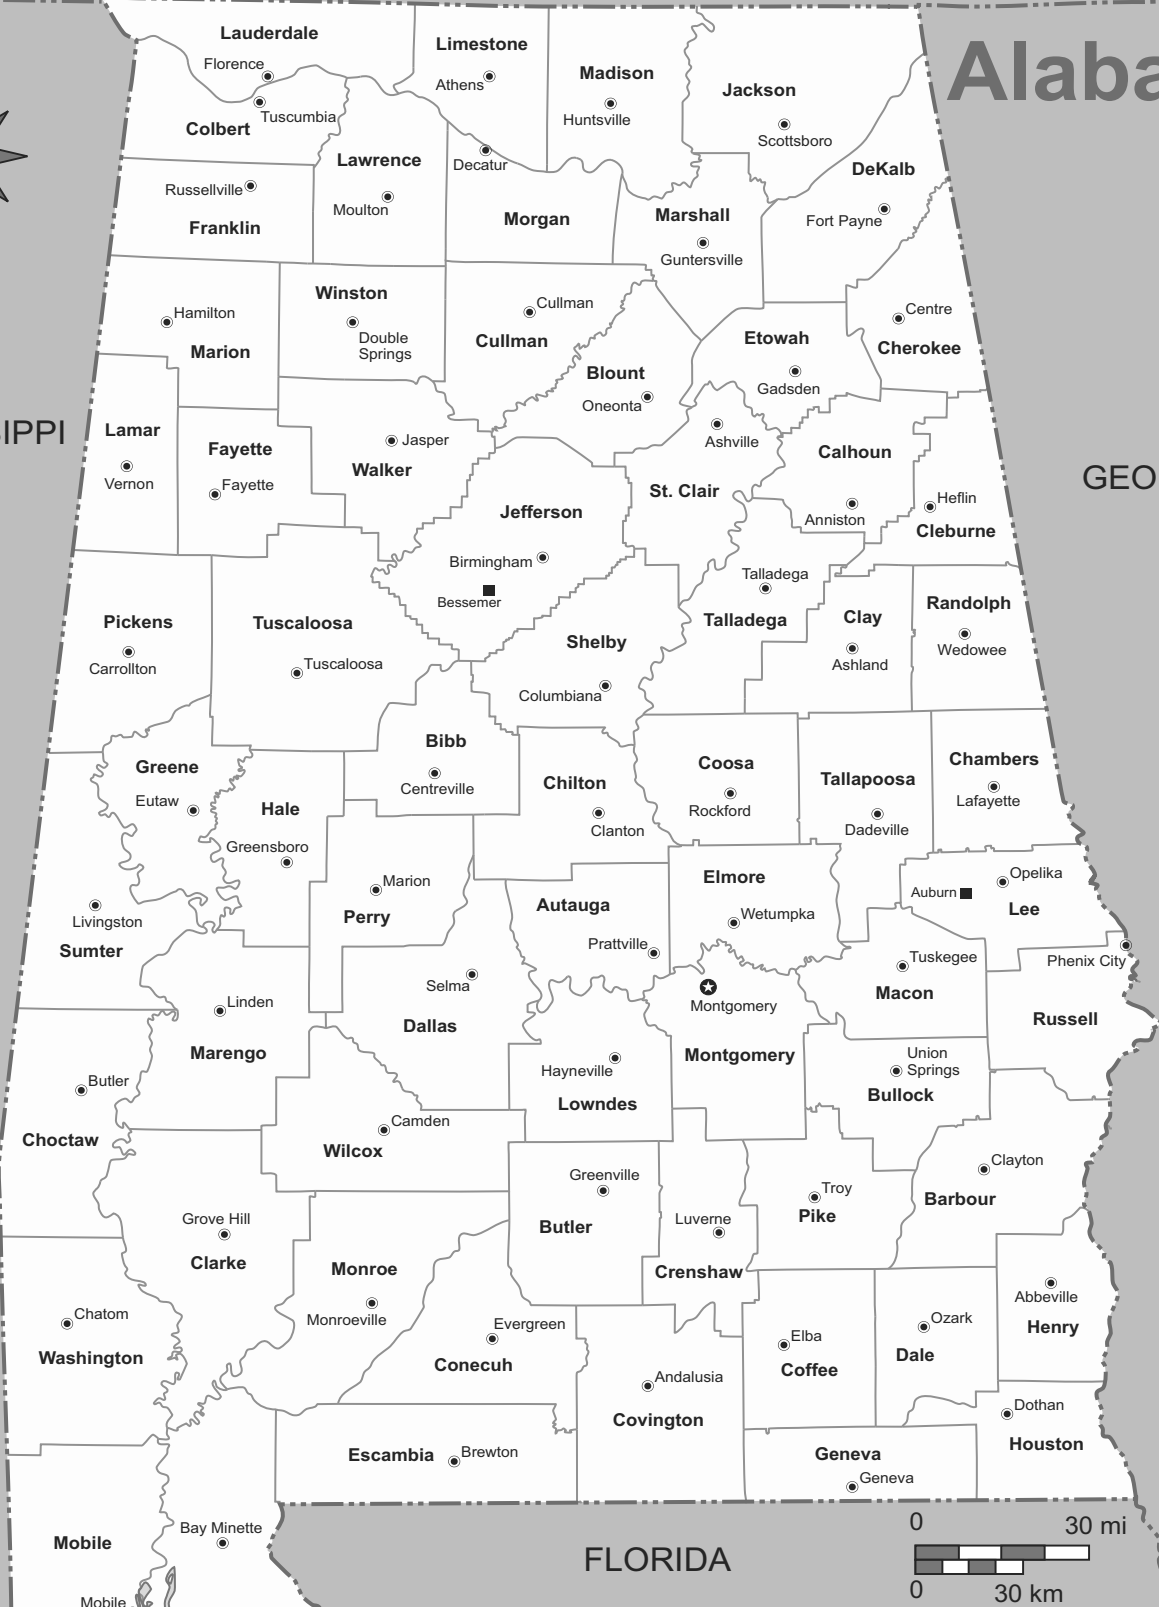 Alaba
Lauderdale
Florence
Limestone
Athens
Madison
Huntsville
Jackson
Scottsboro
Tuscumbia
Colbert
Lawrence
Moulton
Decatur
Morgan
DeKalb
Fort Payne
Russellville
Franklin
Marshall
Guntersville
Hamilton
Marion
Winston
Double
Springs
Cullman
Cullman
Blount
Oneonta
Etowah
Gadsden
Centre
Cherokee
IPPI
Lamar
Vernon
Fayette
Fayette
Jasper
Walker
Ashville
St. Clair
Calhoun
Anniston
Heflin
Cleburne
GEO
Jefferson
Birmingham
Bessemer
Talladega
Talladega
Clay
Ashland
Randolph
Wedowee
Pickens
Carrollton
Tuscaloosa
Tuscaloosa
Shelby
Columbiana
Greene
Eutaw
Hale
Greensboro
Bibb
Centreville
Chilton
Clanton
Coosa
Rockford
Tallapoosa
Dadeville
Chambers
Lafayette
Livingston
Sumter
Marion
Perry
Autauga
Prattville
Elmore
Wetumpka
Auburn
Opelika
Lee
Phenix City
Linden
Marengo
Selma
Dallas
Montgomery
Montgomery
Tuskegee
Macon
Russell
Butler
Choctaw
Hayneville
Lowndes
Union
Springs
Bullock
Camden
Wilcox
Greenville
Butler
Luverne
Crenshaw
Troy
Pike
Clayton
Barbour
Grove Hill
Clarke
Monroe
Monroeville
Evergreen
Conecuh
Chatom
Washington
Andalusia
Covington
Elba
Coffee
Ozark
Dale
Abbeville
Henry
Dothan
Houston
Escambia
Brewton
Geneva
Geneva
Mobile
Bay Minette
Mobile
FLORIDA
0 30 mi
0 30 km